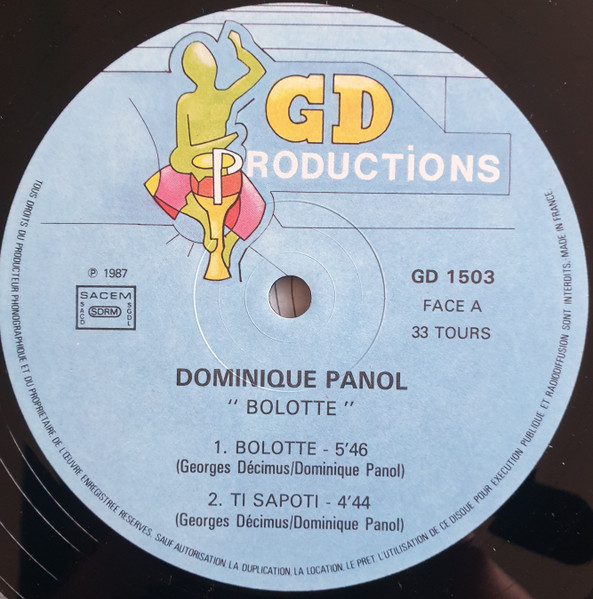 GD
PRODUCTIONS
℗ 1987
SACEM
SACD
SDRM
SGDL
GD 1503
FACE A
33 TOURS
DOMINIQUE PANOL
" BOLOTTE "
1. BOLOTTE - 5'46
(Georges Décimus/Dominique Panol)
2. TI SAPOTI - 4'44
(Georges Décimus/Dominique Panol)
TOUS DROITS DU PRODUCTEUR PHONOGRAPHIQUE ET DU PROPRIETAIRE DE L'ŒUVRE ENREGISTREE RESERVES. SAUF AUTORISATION, LA DUPLICATION, LA LOCATION, LE PRET, L'UTILISATION DE CE DISQUE POUR EXECUTION PUBLIQUE ET RADIODIFFUSION SONT INTERDITS. MADE IN FRANCE.